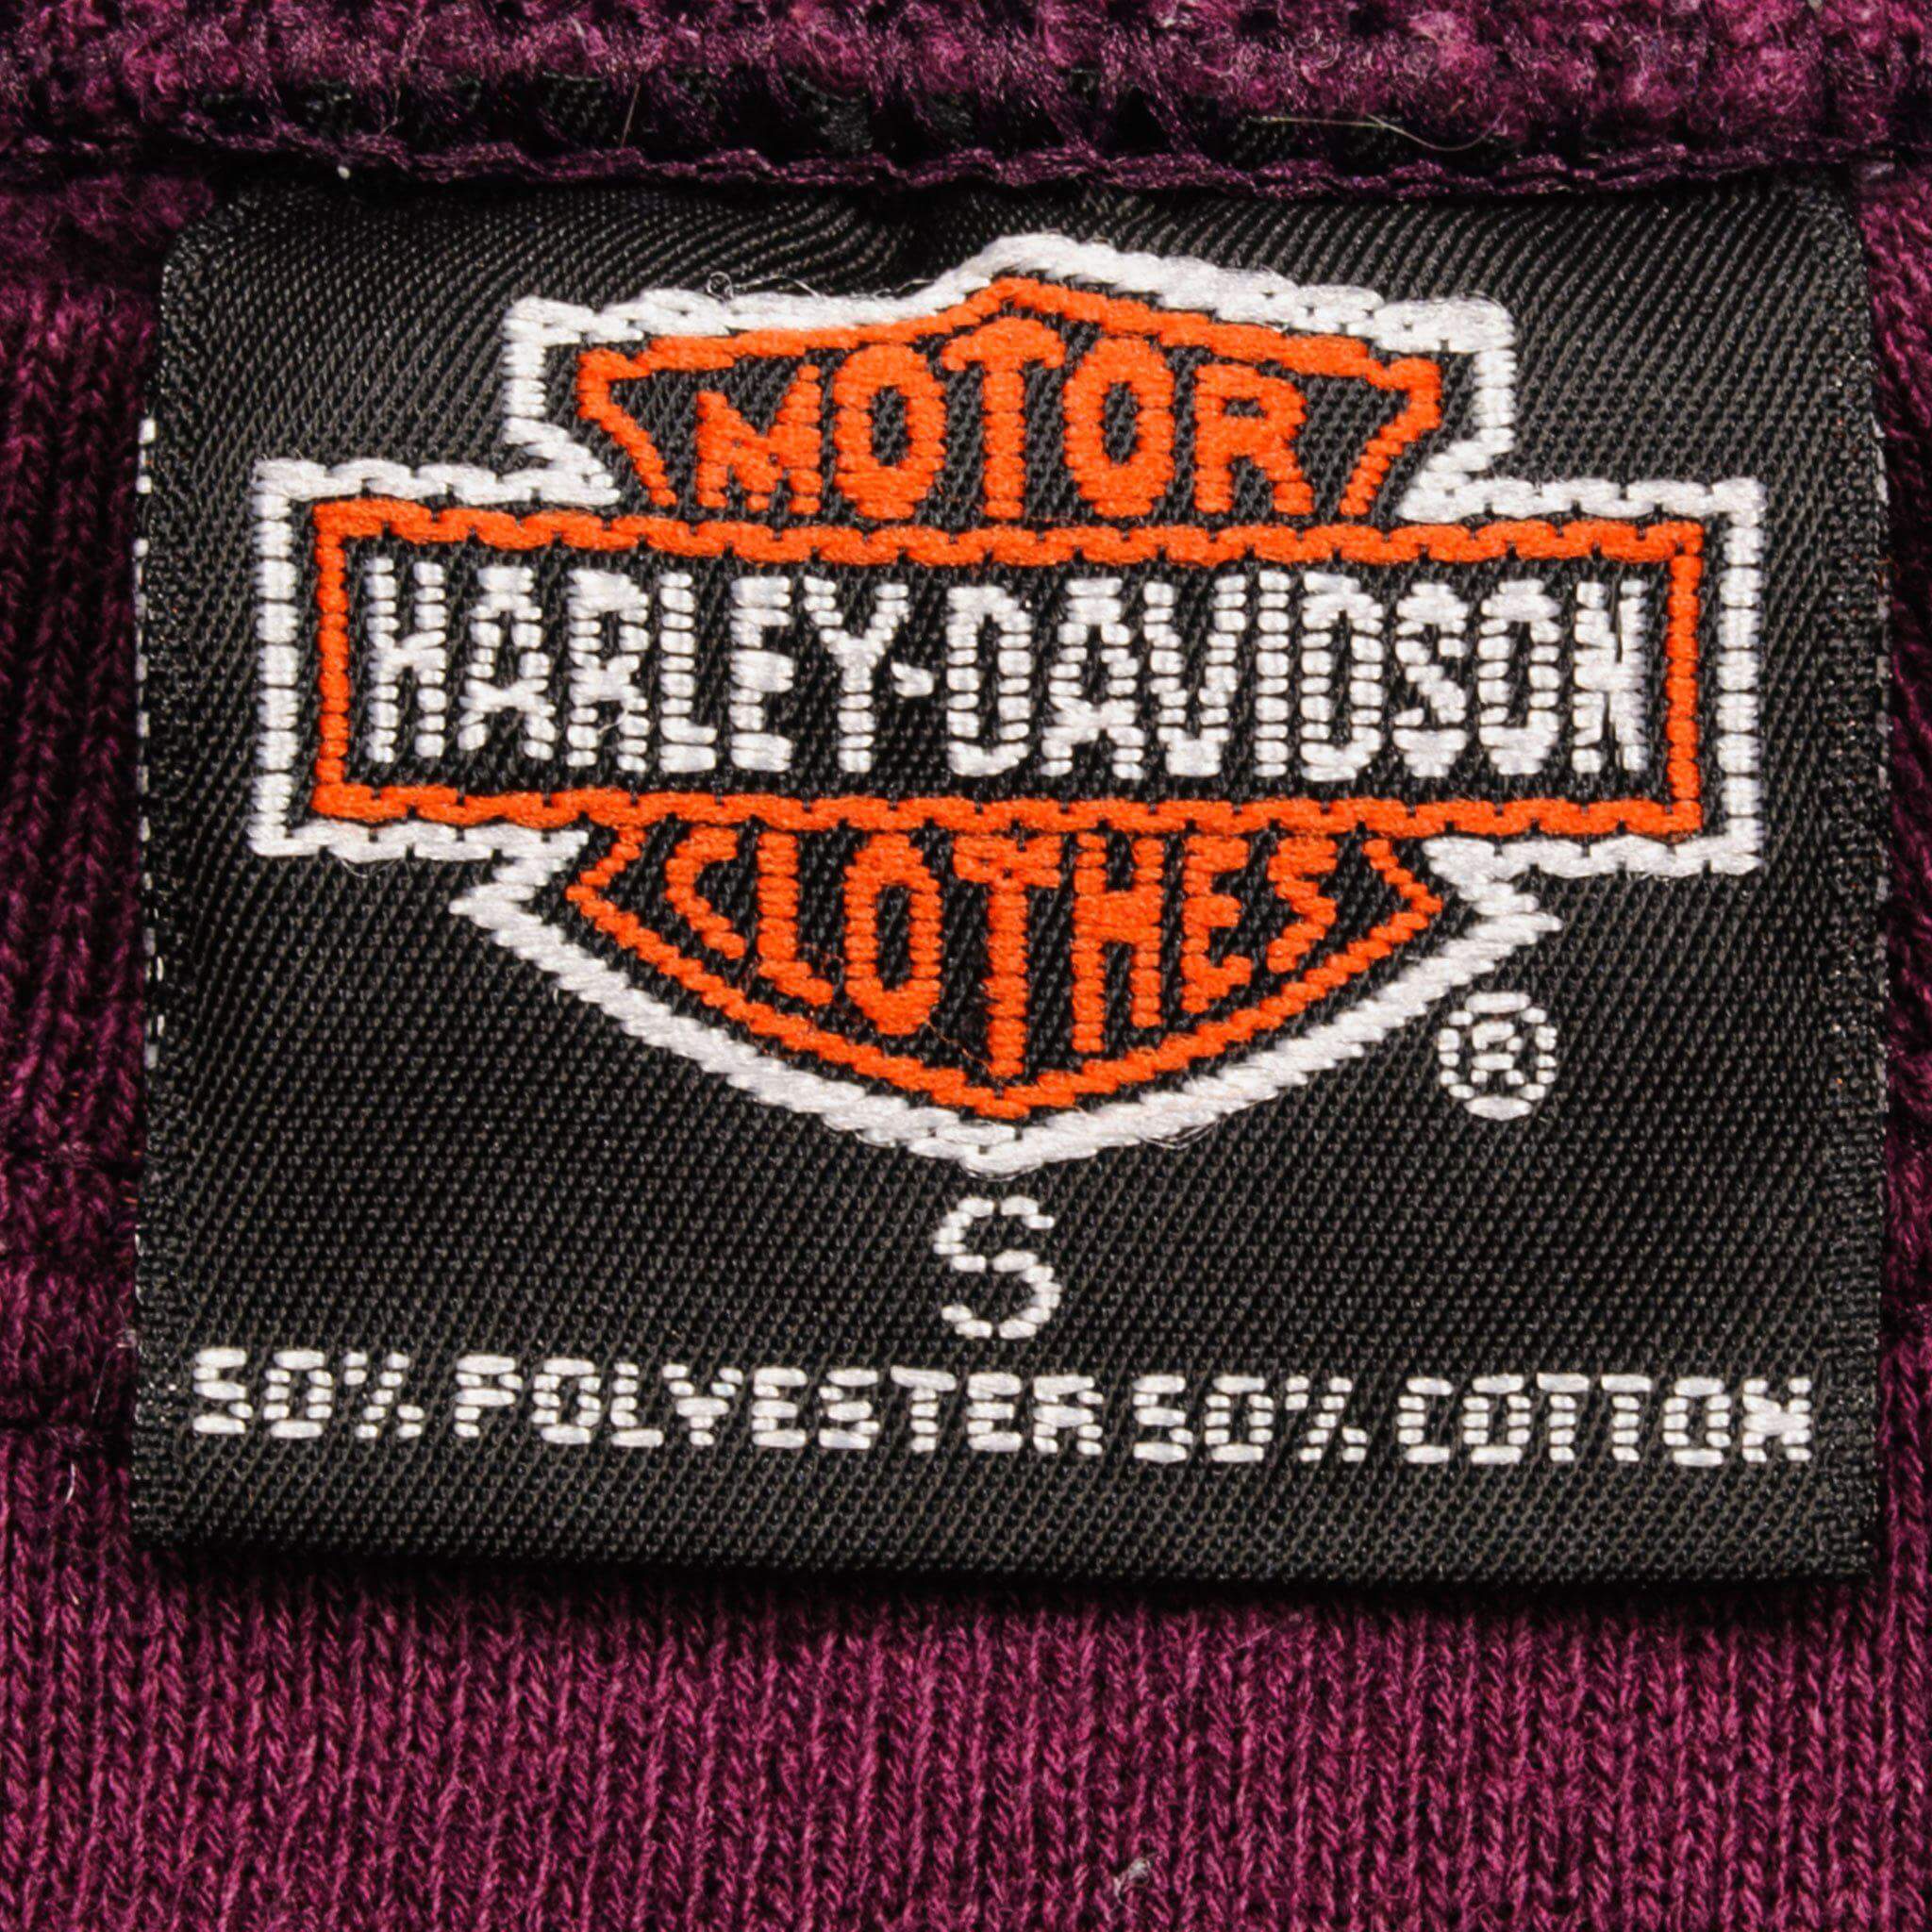 MOTOR
HARLEY-DAVIDSON
CLOTHES
®
S
50% POLYESTER 50% COTTON